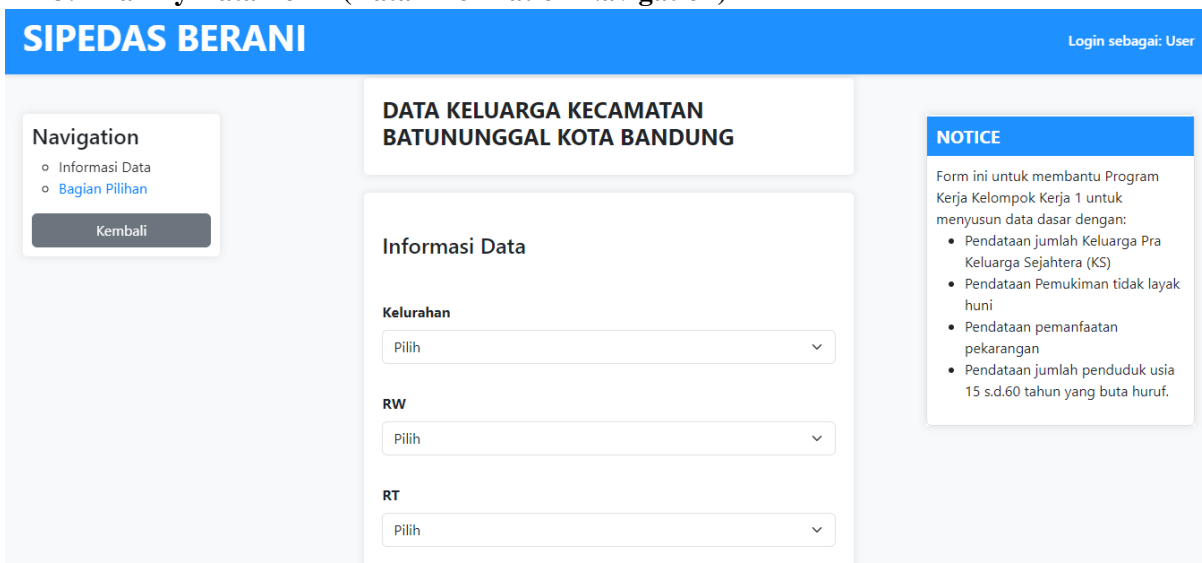 SIPEDAS BERANI
Login sebagai: User
Navigation
Informasi Data
Bagian Pilihan
Kembali
DATA KELUARGA KECAMATAN
BATUNUNGGAL KOTA BANDUNG
Informasi Data
Kelurahan
Pilih
RW
Pilih
RT
Pilih
NOTICE
Form ini untuk membantu Program
Kerja Kelompok Kerja 1 untuk
menyusun data dasar dengan:
Pendataan jumlah Keluarga Pra
Keluarga Sejahtera (KS)
Pendataan Pemukiman tidak layak
huni
Pendataan pemanfaatan
pekarangan
Pendataan jumlah penduduk usia
15 s.d.60 tahun yang buta huruf.